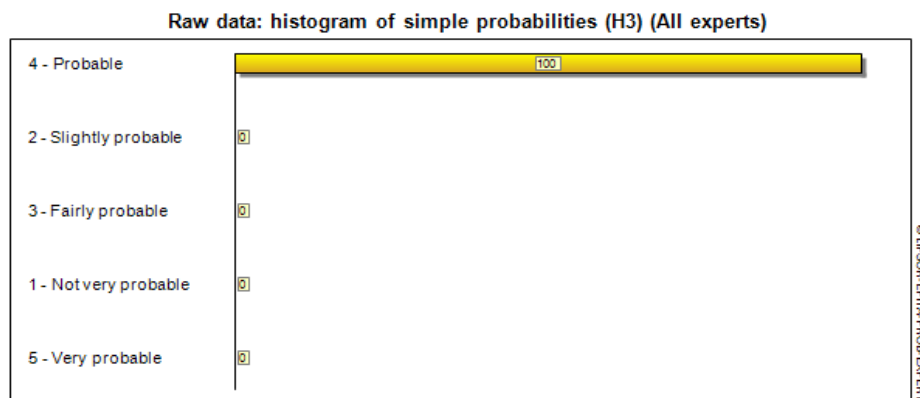 Raw data: histogram of simple probabilities (H3) (All experts)
4 - Probable
100
2 - Slightly probable
0
3 - Fairly probable
0
1 - Not very probable
0
5 - Very probable
0